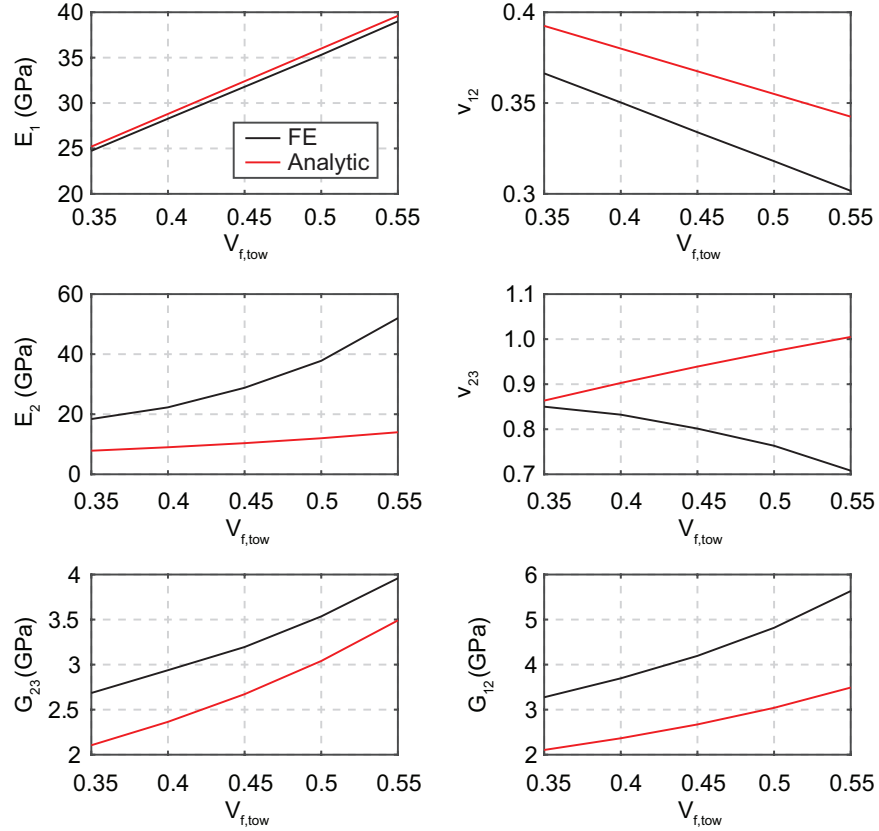 40
35
30
25
20
E1 (GPa)
FE
Analytic
0.35 0.4 0.45 0.5 0.55
Vf,tow
0.4
0.35
0.3
v12
0.35 0.4 0.45 0.5 0.55
Vf,tow
60
40
20
0
E2 (GPa)
0.35 0.4 0.45 0.5 0.55
Vf,tow
1.1
1.0
0.9
0.8
0.7
v23
0.35 0.4 0.45 0.5 0.55
Vf,tow
4
3.5
3
2.5
2
G23 (GPa)
0.35 0.4 0.45 0.5 0.55
Vf,tow
6
5
4
3
2
G12 (GPa)
0.35 0.4 0.45 0.5 0.55
Vf,tow